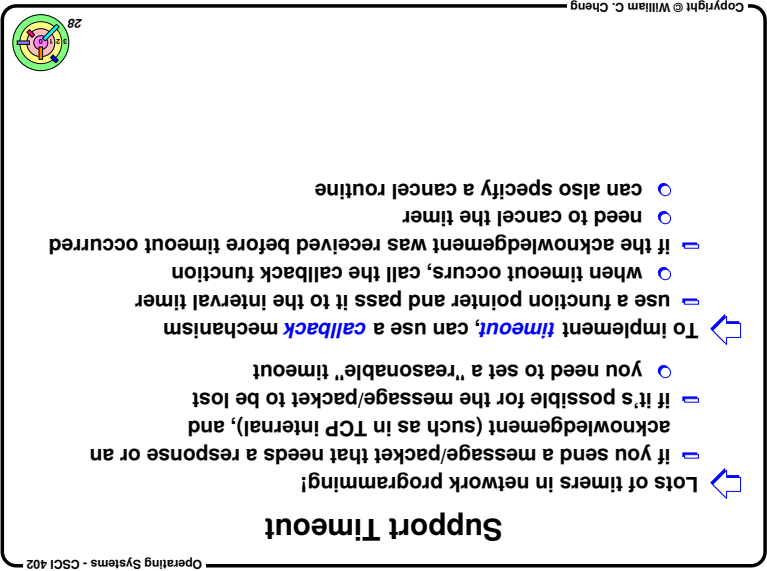 Operating Systems - CSCI 402
Support Timeout
Lots of timers in network programming!
if you send a message/packet that needs a response or an
acknowledgement (such as in TCP internal), and
if it's possible for the message/packet to be lost
you need to set a "reasonable" timeout
To implement timeout, can use a callback mechanism
use a function pointer and pass it to the interval timer
when timeout occurs, call the callback function
if the acknowledgement was received before timeout occurred
need to cancel the timer
can also specify a cancel routine
28
0 1 2 3
Copyright © William C. Cheng